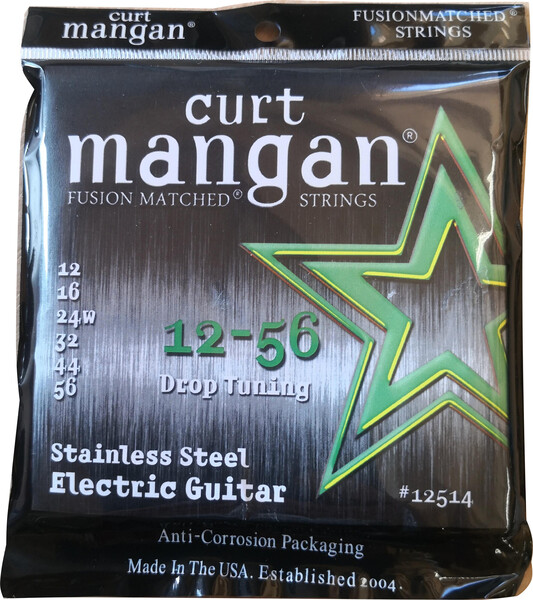 curt
mangan®
FUSIONMATCHED®
STRINGS
curt
mangan®
FUSION MATCHED® STRINGS
12
16
24W
32
44
56
12-56
Drop Tuning
Stainless Steel
Electric Guitar
#12514
Anti-Corrosion Packaging
Made In The USA. Established 2004.